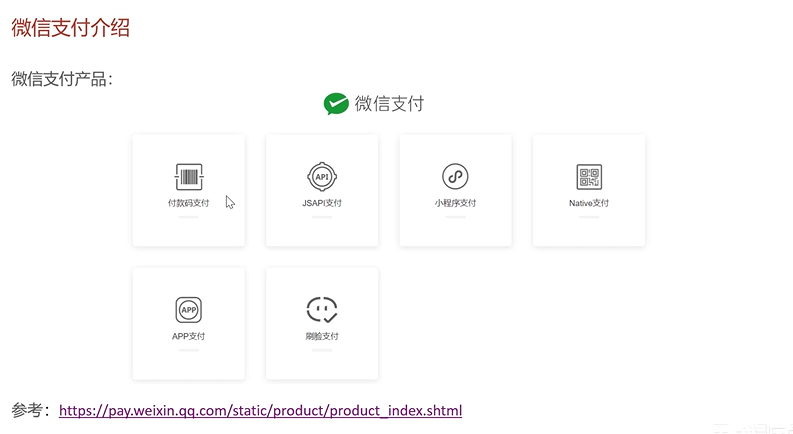 微信支付介绍
微信支付产品：
微信支付
付款码支付
API
JSAPI支付
小程序支付
Native支付
APP
APP支付
刷脸支付
参考：https://pay.weixin.qq.com/static/product/product_index.shtml